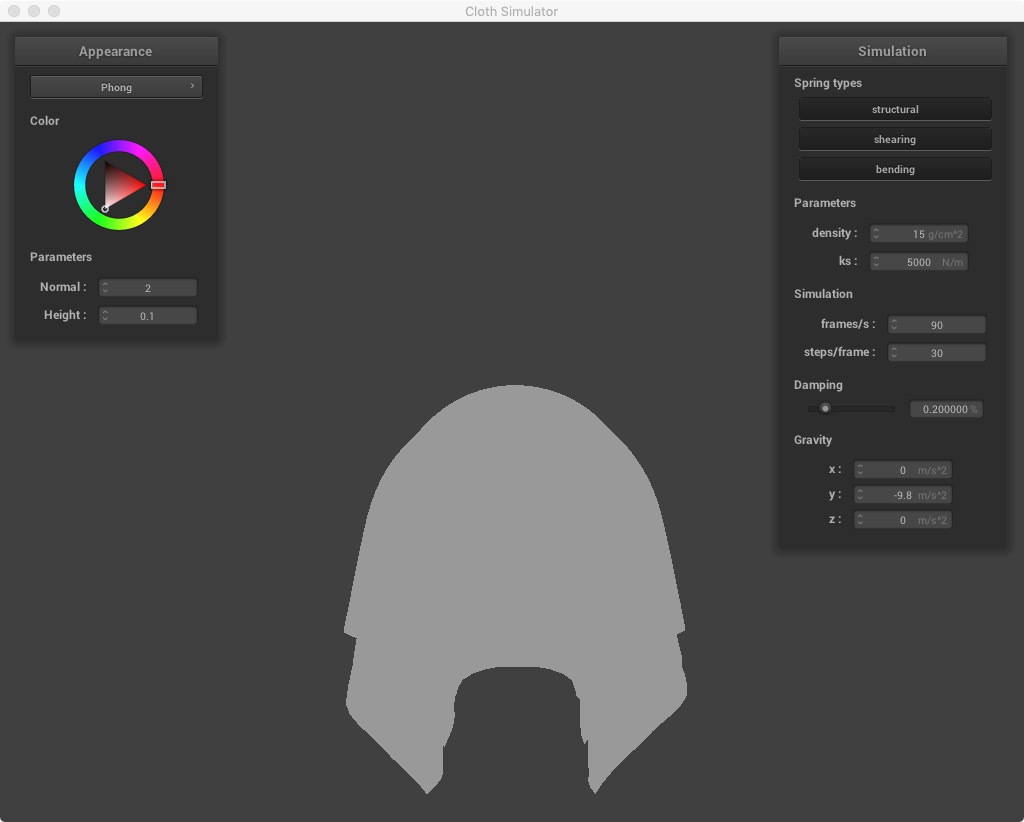 Cloth Simulator
Appearance
Phong
Color
Parameters
Normal : 2
Height : 0.1
Simulation
Spring types
structural
shearing
bending
Parameters
density : 15 g/cm^2
ks : 5000 N/m
Simulation
frames/s : 90
steps/frame : 30
Damping
0.200000 %
Gravity
x : 0 m/s^2
y : -9.8 m/s^2
z : 0 m/s^2